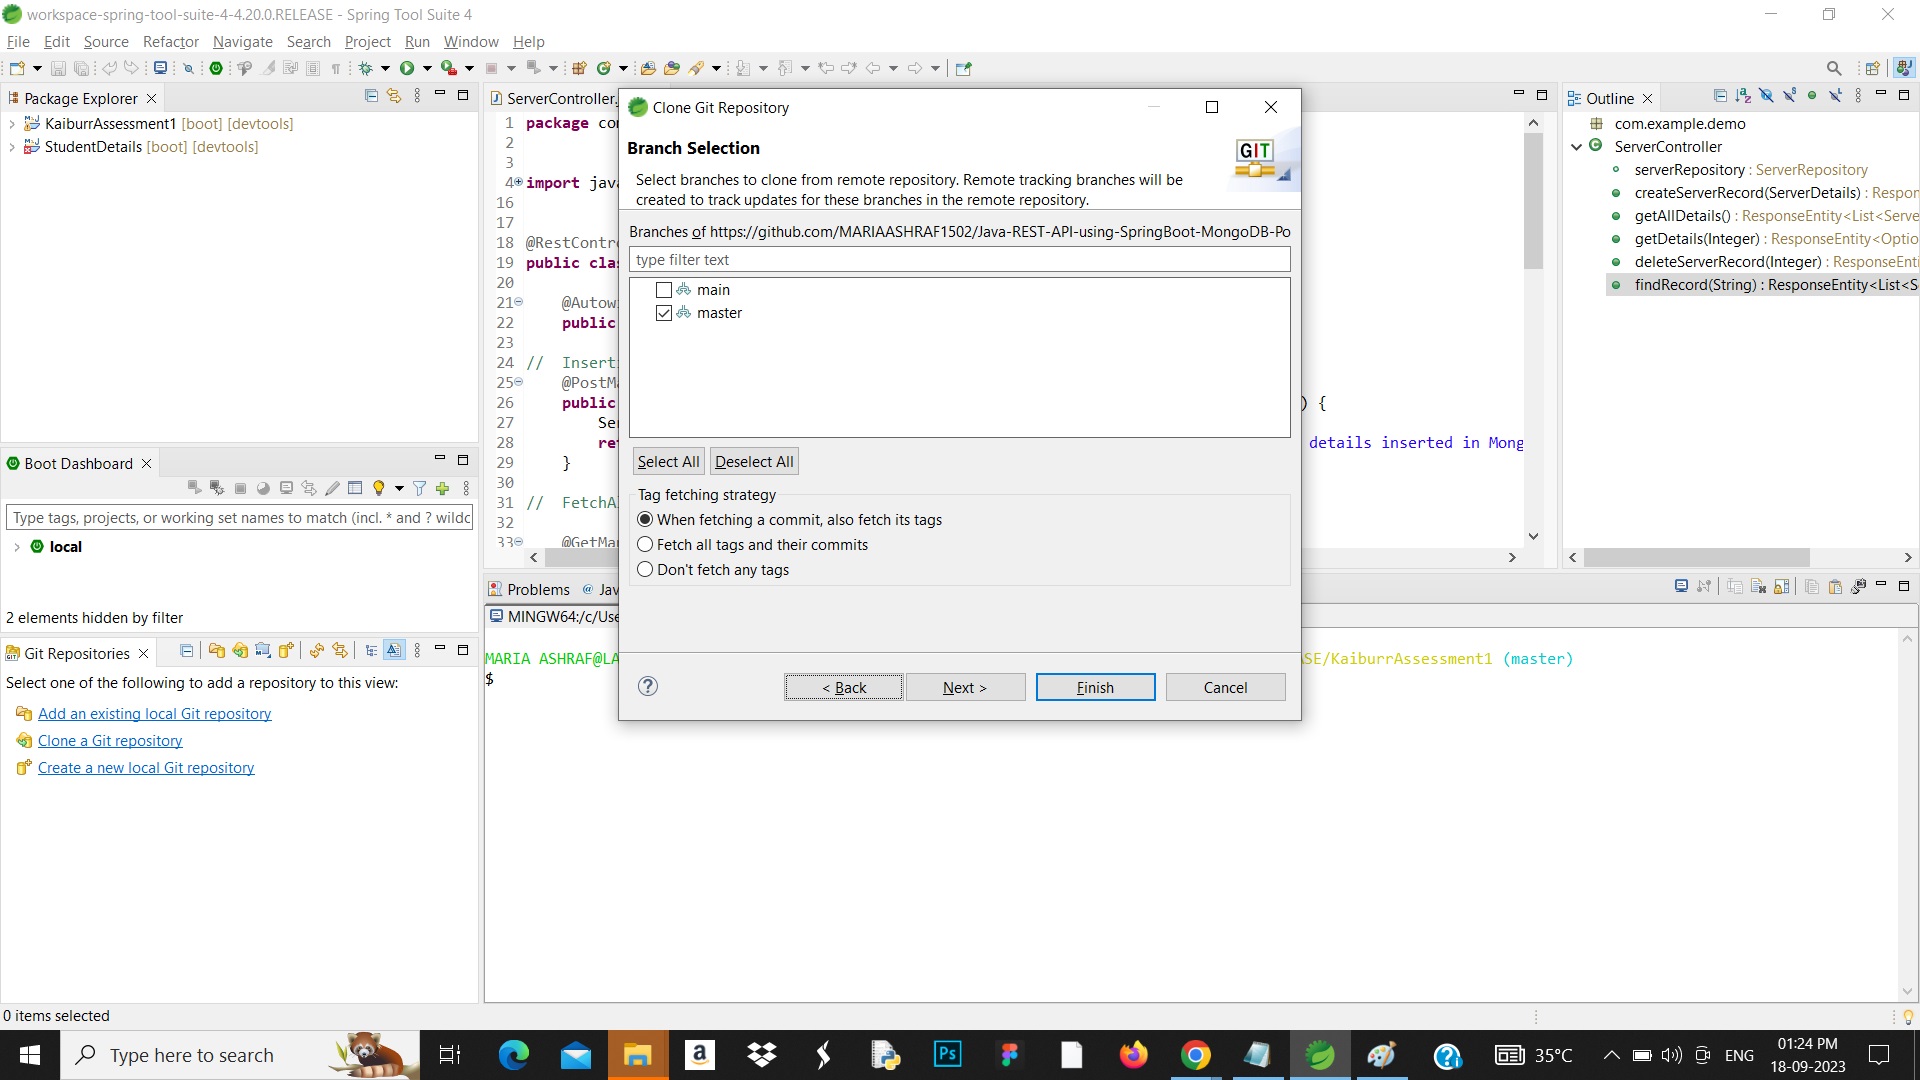 workspace-spring-tool-suite-4-4.20.0.RELEASE - Spring Tool Suite 4
File Edit Source Refactor Navigate Search Project Run Window Help
Package Explorer
KaiburrAssessment1 [boot] [devtools]
StudentDetails [boot] [devtools]
Boot Dashboard
Type tags, projects, or working set names to match (incl. * and ? wildc
local
2 elements hidden by filter
Git Repositories
Select one of the following to add a repository to this view:
Add an existing local Git repository
Clone a Git repository
Create a new local Git repository
ServerController.
1 package
2
3
4 import
16
17
18
19 public
20
21
22 public
23
24 //
25
26 public ) {
27
28 details inserted in Mong
29 }
30
31 //
32
33
Clone Git Repository
Branch Selection
GIT
Select branches to clone from remote repository. Remote tracking branches will be
created to track updates for these branches in the remote repository.
Branches of https://github.com/MARIAASHRAF1502/Java-REST-API-using-SpringBoot-MongoDB-Po
type filter text
main
master
Select All Deselect All
Tag fetching strategy
When fetching a commit, also fetch its tags
Fetch all tags and their commits
Don't fetch any tags
? < Back Next > Finish Cancel
Outline
com.example.demo
ServerController
serverRepository : ServerRepository
createServerRecord(ServerDetails) : Respon
getAllDetails() : ResponseEntity<List<Serve
getDetails(Integer) : ResponseEntity<Optio
deleteServerRecord(Integer) : ResponseEnti
findRecord(String) : ResponseEntity<List<S
Problems @ Jav
MINGW64:/c/Use
MARIA ASHRAF@LA SE/KaiburrAssessment1 (master)
$
0 items selected
Type here to search
a
Ps
35°C
ENG
01:24 PM
18-09-2023